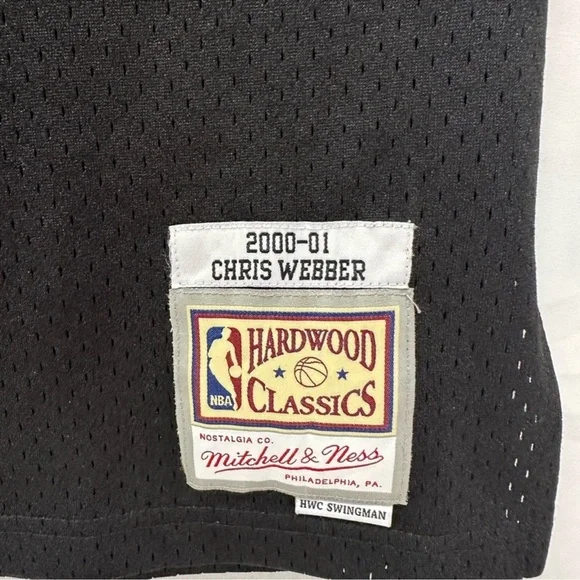 2000-01
CHRIS WEBBER
HARDWOOD
NBA
CLASSICS
NOSTALGIA CO.
Mitchell & Ness
PHILADELPHIA, PA.
HWC SWINGMAN